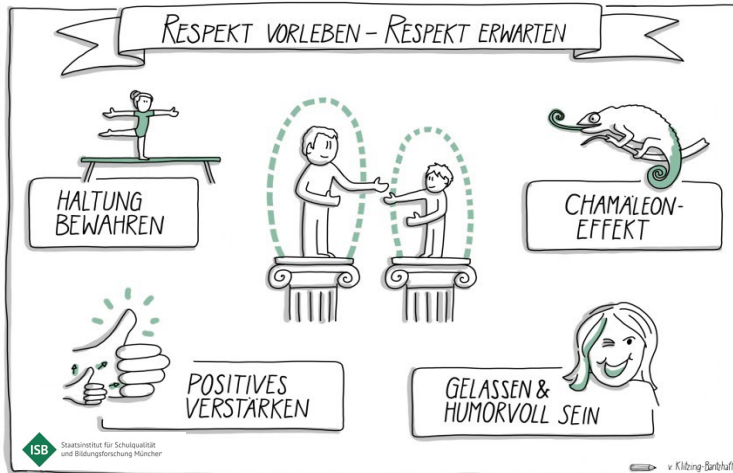 RESPEKT VORLEBEN – RESPEKT ERWARTEN
HALTUNG
BEWAHREN
CHAMÄLEON-
EFFEKT
POSITIVES
VERSTÄRKEN
GELASSEN &
HUMORVOLL SEIN
ISB
Staatsinstitut für Schulqualität
und Bildungsforschung München
v. Klitzing-Bantzhaff